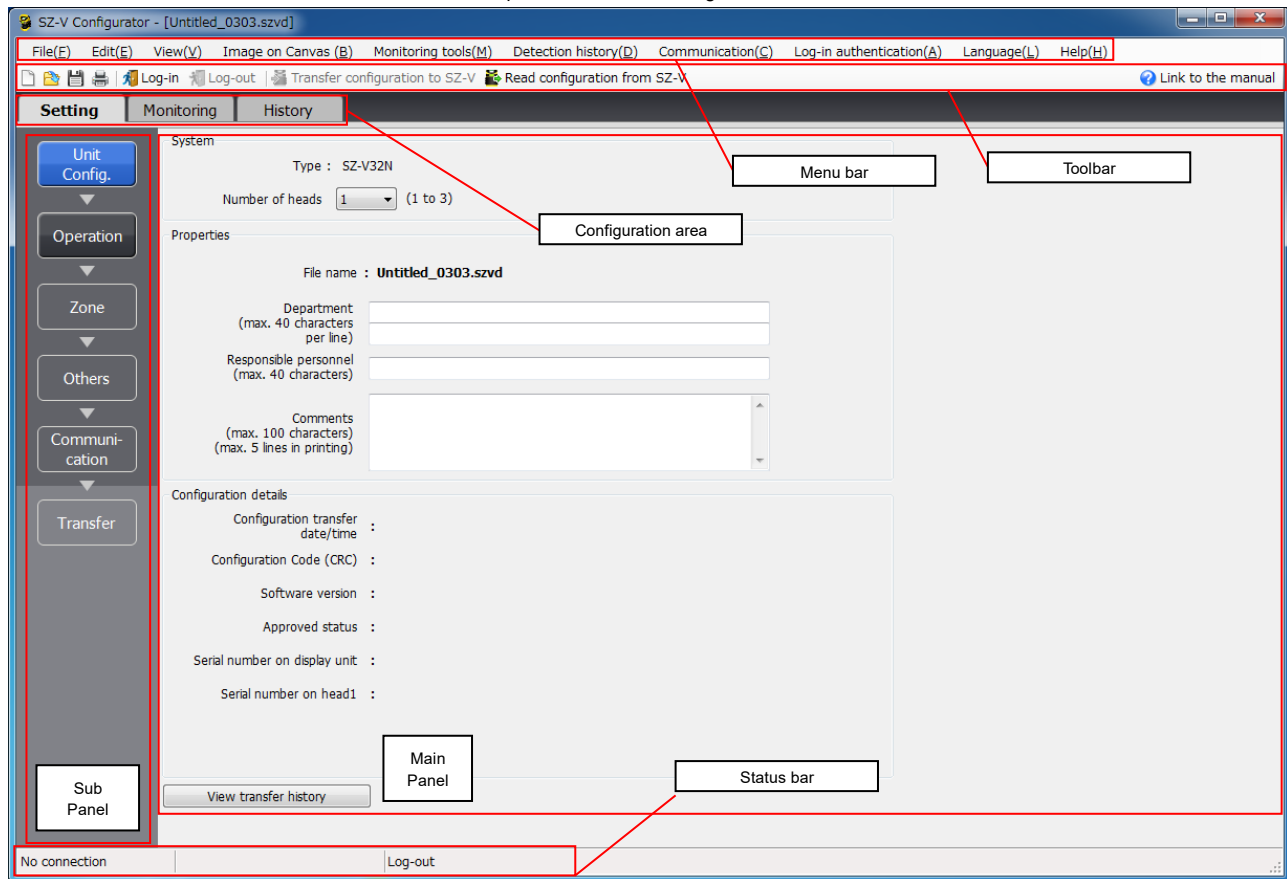 SZ-V Configurator - [Untitled_0303.szvd]
File(F) Edit(E) View(V) Image on Canvas (B) Monitoring tools(M) Detection history(D) Communication(C) Log-in authentication(A) Language(L) Help(H)
Log-in Log-out Transfer configuration to SZ-V Read configuration from SZ-V Link to the manual
Setting Monitoring History
Unit
Config.
Operation
Zone
Others
Communi-
cation
Transfer
Sub
Panel
System
Type : SZ-V32N
Number of heads 1 (1 to 3)
Menu bar
Toolbar
Configuration area
Properties
File name : Untitled_0303.szvd
Department
(max. 40 characters
per line)
Responsible personnel
(max. 40 characters)
Comments
(max. 100 characters)
(max. 5 lines in printing)
Configuration details
Configuration transfer
date/time :
Configuration Code (CRC) :
Software version :
Approved status :
Serial number on display unit :
Serial number on head1 :
Main
Panel
Status bar
View transfer history
No connection Log-out